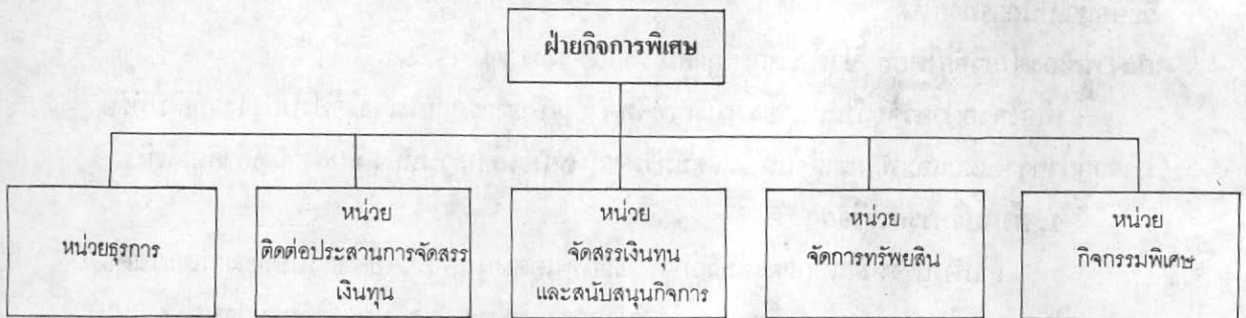 ฝ่ายกิจการพิเศษ
หน่วยธุรการ
หน่วย
ติดต่อประสานการจัดสรร
เงินทุน
หน่วย
จัดสรรเงินทุน
และสนับสนุนกิจการ
หน่วย
จัดการทรัพย์สิน
หน่วย
กิจกรรมพิเศษ